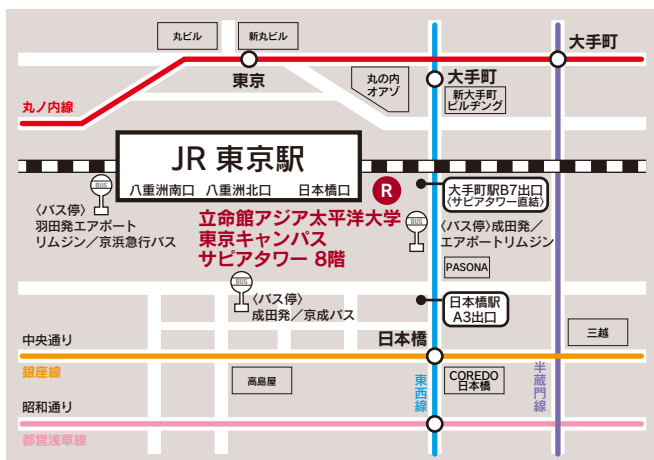 丸ビル
新丸ビル
大手町
東京
丸の内
オアゾ
大手町
新大手町
ビルヂング
丸ノ内線
JR 東京駅
八重洲南口 八重洲北口 日本橋口
R
BUS
〈バス停〉
羽田発エアポート
リムジン／京浜急行バス
立命館アジア太平洋大学
東京キャンパス
サピアタワー 8階
大手町駅B7出口
〈サピアタワー直結〉
BUS
〈バス停〉成田発／
エアポートリムジン
PASONA
BUS
〈バス停〉
成田発／京成バス
日本橋駅
A3出口
中央通り
日本橋
三越
銀座線
高島屋
東西線
COREDO
日本橋
半蔵門線
昭和通り
都営浅草線